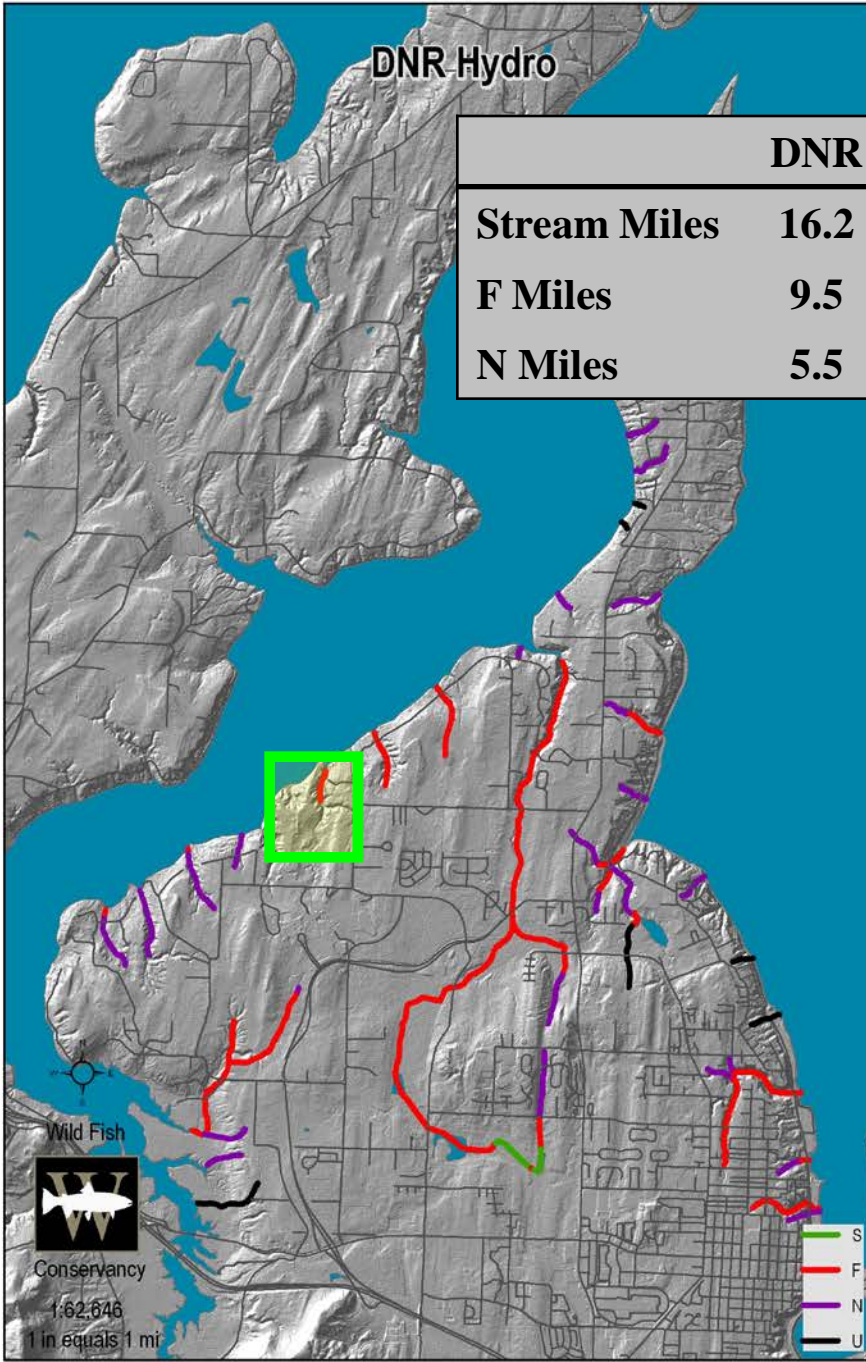 DNR Hydro
DNR
Stream Miles 16.2
F Miles 9.5
N Miles 5.5
N
W E
S
Wild Fish
W
Conservancy
1:62,646
1 in equals 1 mi
S
F
N
U